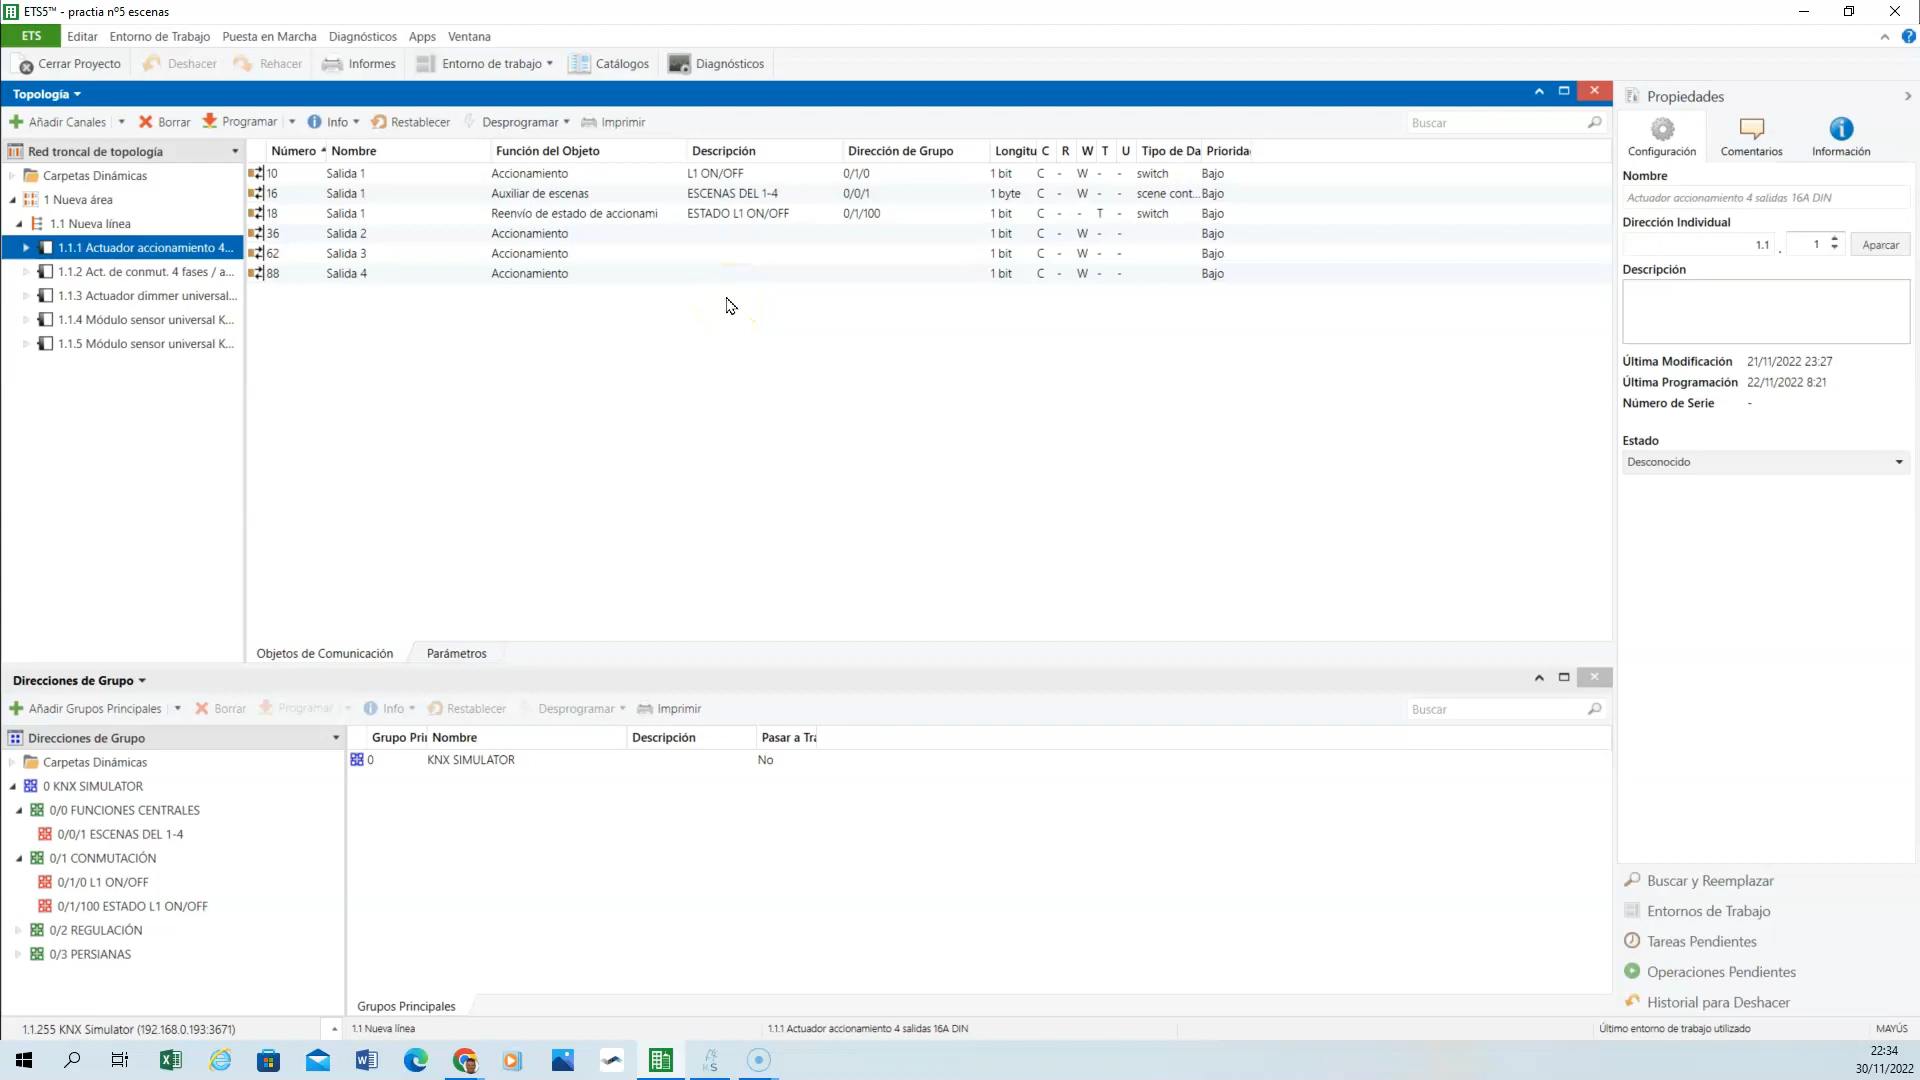 ETS5™ - practia nº5 escenas
ETS Editar Entorno de Trabajo Puesta en Marcha Diagnósticos Apps Ventana
Cerrar Proyecto Deshacer Rehacer Informes Entorno de trabajo Catálogos Diagnósticos
Topología
Añadir Canales Borrar Programar Info Restablecer Desprogramar Imprimir Buscar
Red troncal de topología
Carpetas Dinámicas
1 Nueva área
1.1 Nueva línea
1.1.1 Actuador accionamiento 4...
1.1.2 Act. de conmut. 4 fases / a...
1.1.3 Actuador dimmer universal...
1.1.4 Módulo sensor universal K...
1.1.5 Módulo sensor universal K...
Número Nombre Función del Objeto Descripción Dirección de Grupo Longitu C R W T U Tipo de Da Priorida
10 Salida 1 Accionamiento L1 ON/OFF 0/1/0 1 bit C - W - - switch Bajo
16 Salida 1 Auxiliar de escenas ESCENAS DEL 1-4 0/0/1 1 byte C - W - - scene cont... Bajo
18 Salida 1 Reenvío de estado de accionami ESTADO L1 ON/OFF 0/1/100 1 bit C - - T - switch Bajo
36 Salida 2 Accionamiento 1 bit C - W - - Bajo
62 Salida 3 Accionamiento 1 bit C - W - - Bajo
88 Salida 4 Accionamiento 1 bit C - W - - Bajo
Objetos de Comunicación Parámetros
Propiedades
Configuración Comentarios Información
Nombre
Actuador accionamiento 4 salidas 16A DIN
Dirección Individual
1.1 . 1 Aparcar
Descripción
Última Modificación 21/11/2022 23:27
Última Programación 22/11/2022 8:21
Número de Serie -
Estado
Desconocido
Buscar y Reemplazar
Entornos de Trabajo
Tareas Pendientes
Operaciones Pendientes
Historial para Deshacer
Direcciones de Grupo
Añadir Grupos Principales Borrar Programar Info Restablecer Desprogramar Imprimir Buscar
Direcciones de Grupo
Carpetas Dinámicas
0 KNX SIMULATOR
0/0 FUNCIONES CENTRALES
0/0/1 ESCENAS DEL 1-4
0/1 CONMUTACIÓN
0/1/0 L1 ON/OFF
0/1/100 ESTADO L1 ON/OFF
0/2 REGULACIÓN
0/3 PERSIANAS
Grupo Pri Nombre Descripción Pasar a Tra
0 KNX SIMULATOR No
Grupos Principales
1.1.255 KNX Simulator (192.168.0.193:3671) 1.1 Nueva línea 1.1.1 Actuador accionamiento 4 salidas 16A DIN Último entorno de trabajo utilizado MAYÚS
22:34
30/11/2022